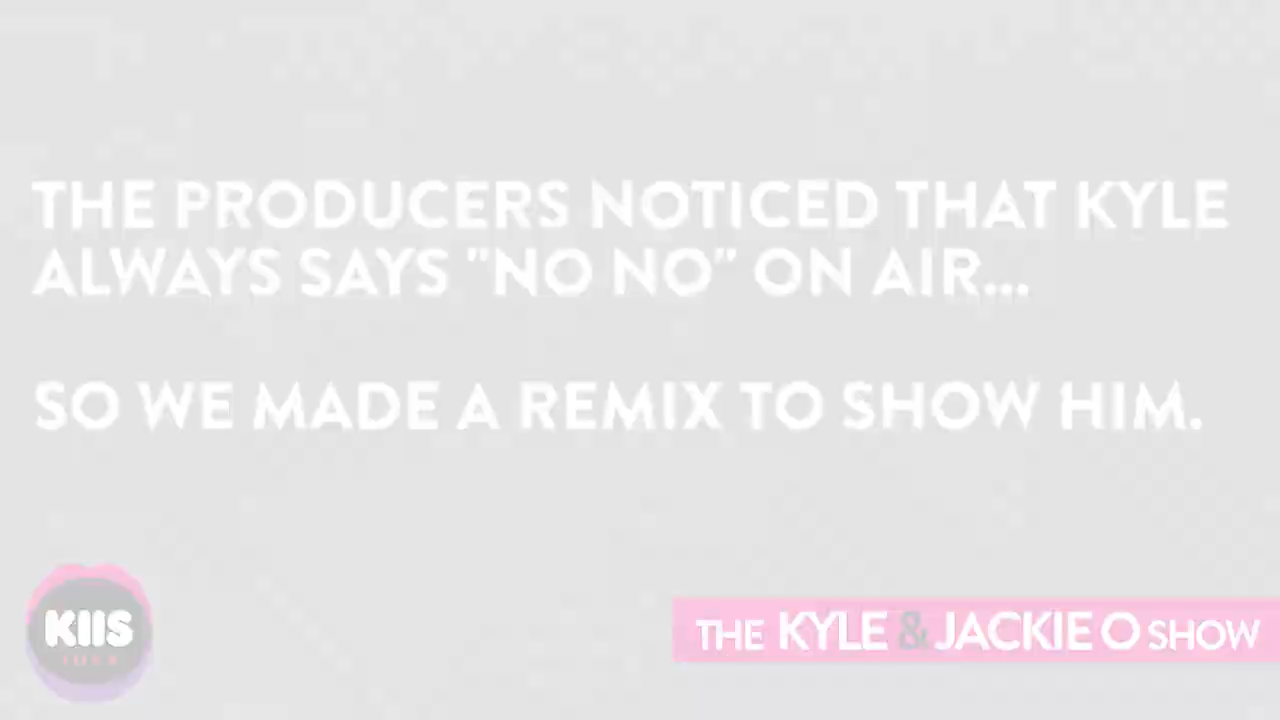 THE PRODUCERS NOTICED THAT KYLE
ALWAYS SAYS "NO NO" ON AIR...
SO WE MADE A REMIX TO SHOW HIM.
KIIS
THE KYLE & JACKIE O SHOW